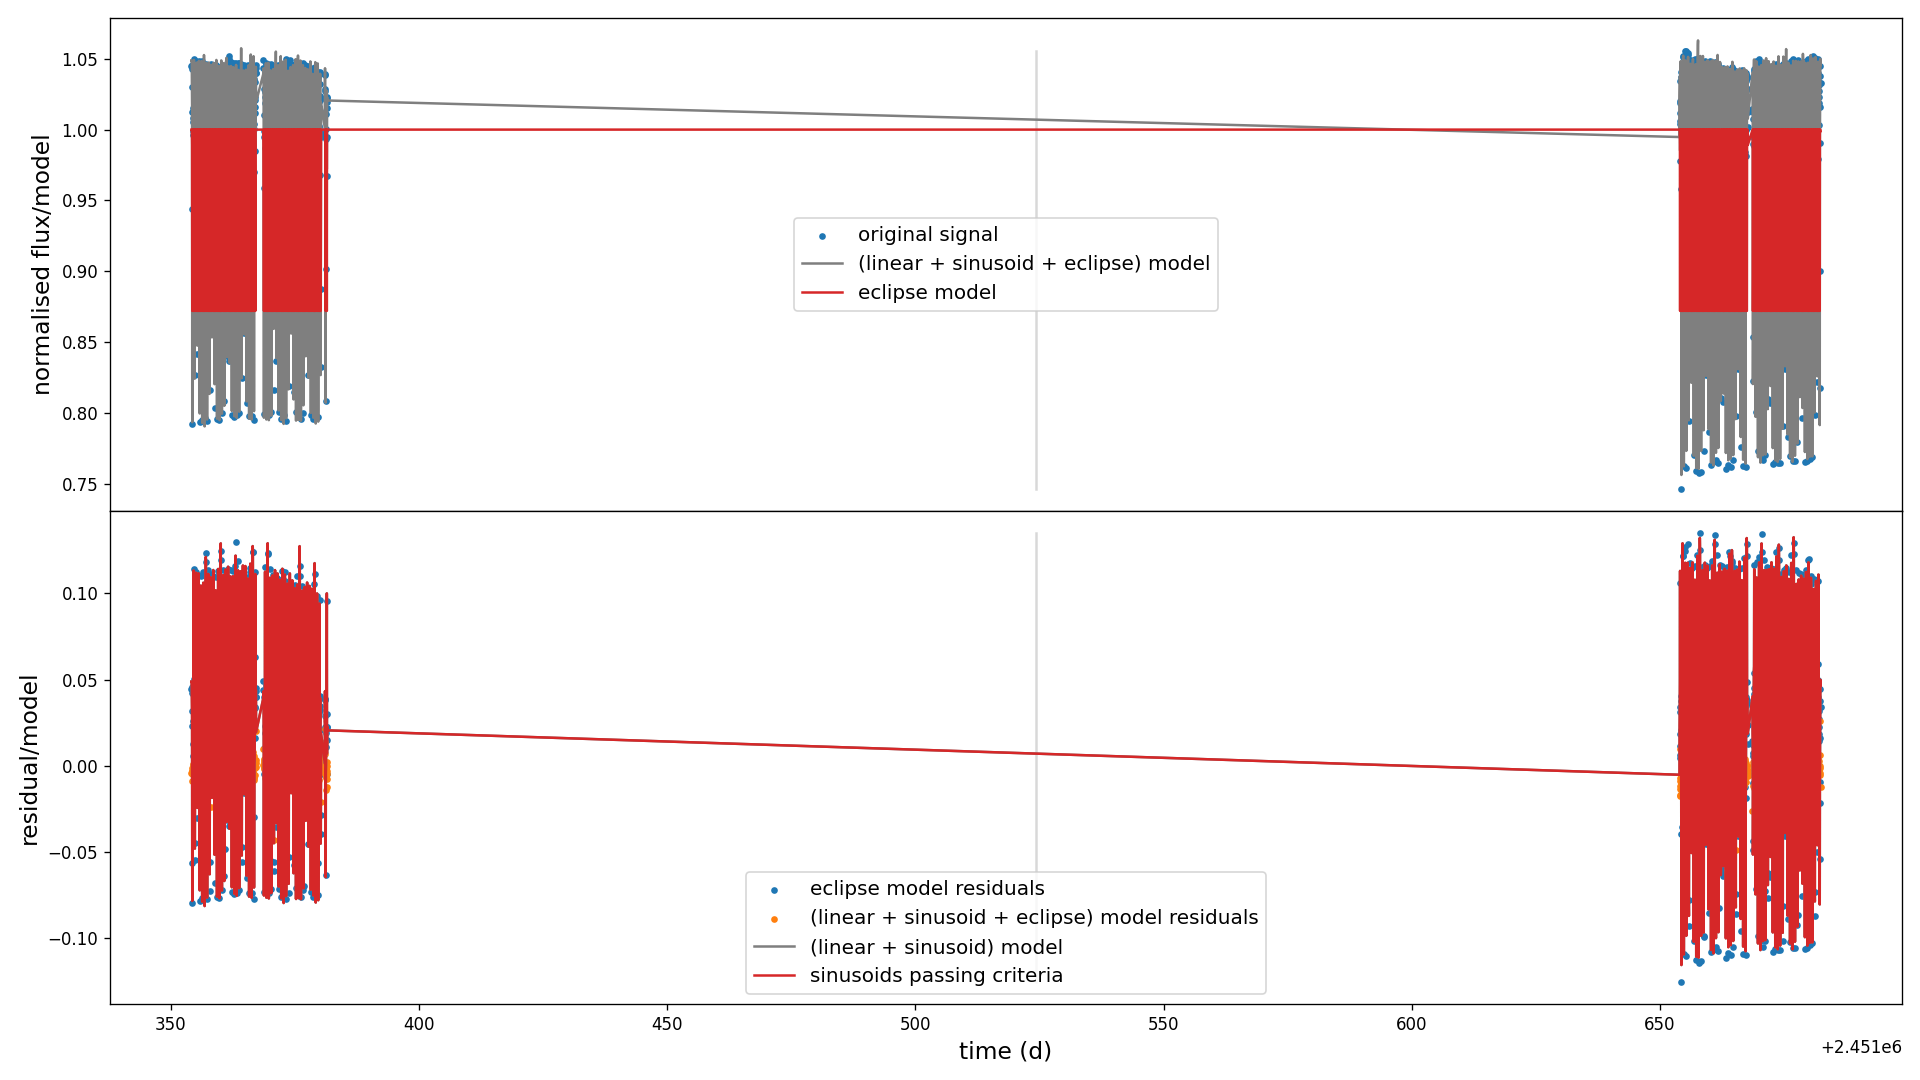 1.05
1.00
0.95
0.90
0.85
0.80
0.75
normalised flux/model
original signal
(linear + sinusoid + eclipse) model
eclipse model
0.10
0.05
0.00
−0.05
−0.10
residual/model
eclipse model residuals
(linear + sinusoid + eclipse) model residuals
(linear + sinusoid) model
sinusoids passing criteria
350 400 450 500 550 600 650
time (d)
+2.451e6